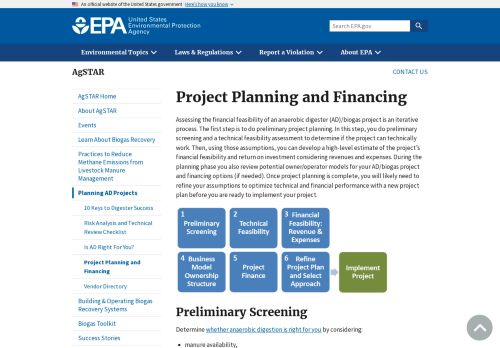 An official website of the United States government Here's how you know
EPA
United States
Environmental Protection
Agency
Search EPA.gov
Environmental Topics
Laws & Regulations
Report a Violation
About EPA
AgSTAR
CONTACT US
AgSTAR Home
About AgSTAR
Events
Learn About Biogas Recovery
Practices to Reduce
Methane Emissions from
Livestock Manure
Management
Planning AD Projects
10 Keys to Digester Success
Risk Analysis and Technical
Review Checklist
Is AD Right For You?
Project Planning and
Financing
Vendor Directory
Building & Operating Biogas
Recovery Systems
Biogas Toolkit
Success Stories
Project Planning and Financing
Assessing the financial feasibility of an anaerobic digester (AD)/biogas project is an iterative
process. The first step is to do preliminary project planning. In this step, you do preliminary
screening and a technical feasibility assessment to determine if the project can technically
work. Then, using those assumptions, you can develop a high-level estimate of the project's
financial feasibility and return on investment considering revenues and expenses. During the
planning phase you also review potential owner/operator models for your AD/biogas project
and financing options (if needed). Once project planning is complete, you will likely need to
refine your assumptions to optimize technical and financial performance with a new project
plan before you are ready to implement your project.
1 Preliminary
Screening
2 Technical
Feasibility
3 Financial
Feasibility:
Revenue &
Expenses
4 Business
Model
Ownership
Structure
5 Project
Finance
6 Refine
Project Plan
and Select
Approach
Implement
Project
Preliminary Screening
Determine whether anaerobic digestion is right for you by considering:
manure availability,